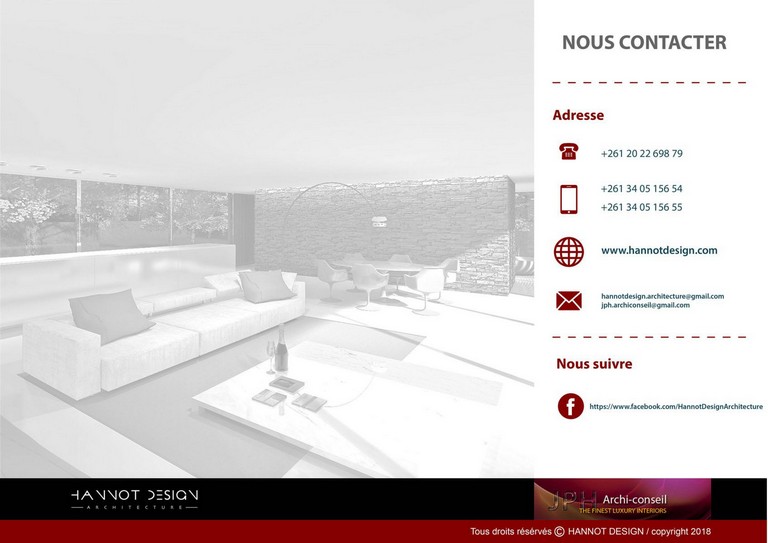 NOUS CONTACTER
Adresse
+261 20 22 698 79
+261 34 05 156 54
+261 34 05 156 55
www.hannotdesign.com
hannotdesign.architecture@gmail.com
jph.archiconseil@gmail.com
Nous suivre
https://www.facebook.com/HannotDesignArchitecture
HANNOT DESIGN
ARCHITECTURE
JPH Archi-conseil
THE FINEST LUXURY INTERIORS
Tous droits résérvés © HANNOT DESIGN / copyright 2018